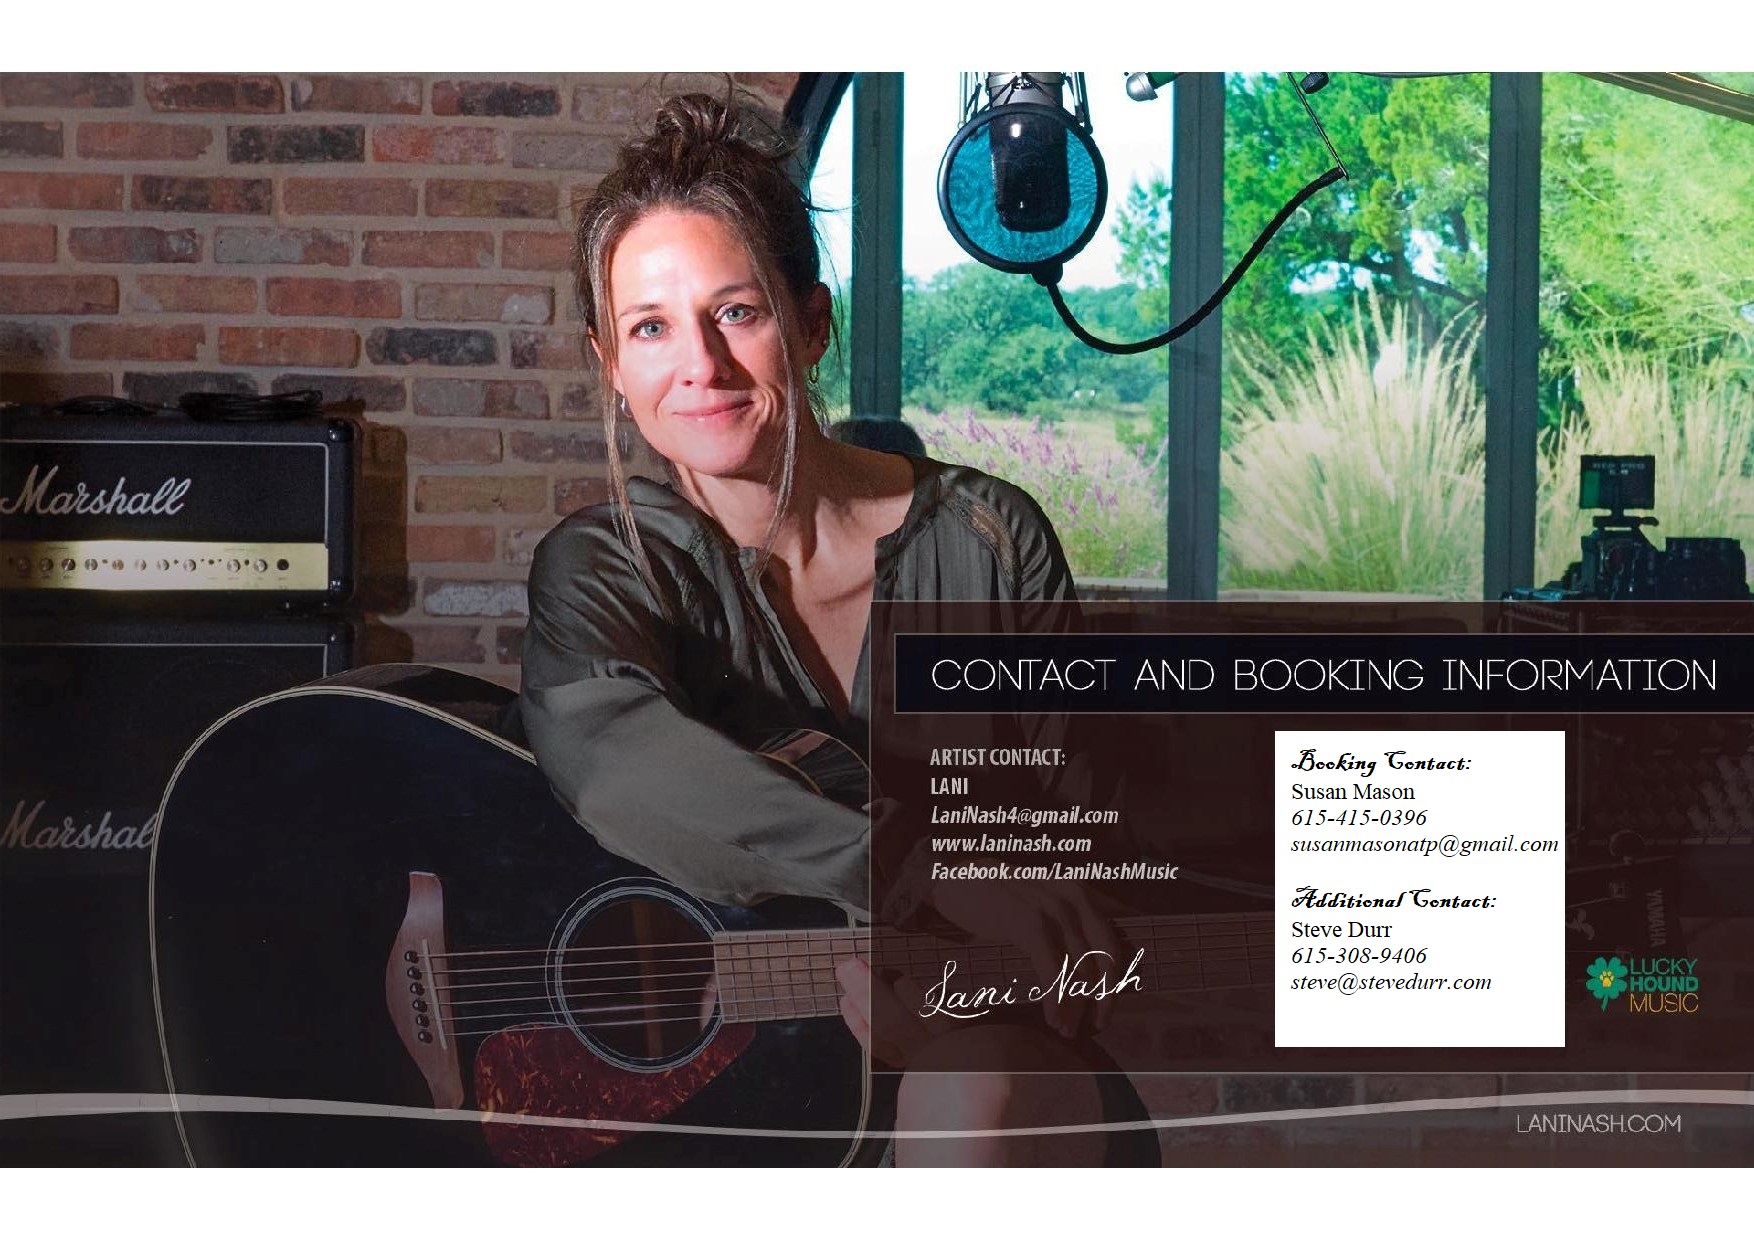 Marshall
Marshal
CONTACT AND BOOKING INFORMATION
ARTIST CONTACT:
LANI
LaniNash4@gmail.com
www.laninash.com
Facebook.com/LaniNashMusic
Lani Nash
Booking Contact:
Susan Mason
615-415-0396
susanmasonatp@gmail.com
Additional Contact:
Steve Durr
615-308-9406
steve@stevedurr.com
YAMAHA
LUCKY
HOUND
MUSIC
LANINASH.COM